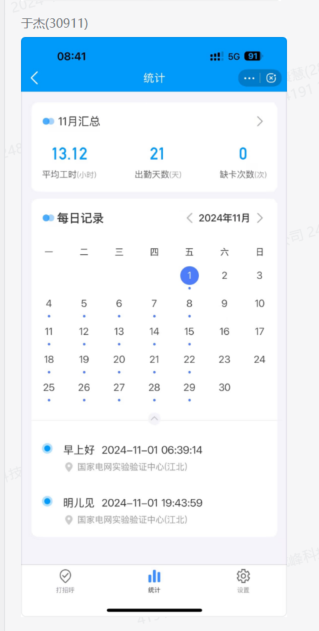 于杰(30911)
08:41 5G 91
统计
11月汇总
13.12 21 0
平均工时(小时) 出勤天数(天) 缺卡次数(次)
每日记录 2024年11月
一 二 三 四 五 六 日
1 2 3
4 5 6 7 8 9 10
11 12 13 14 15 16 17
18 19 20 21 22 23 24
25 26 27 28 29 30
早上好 2024-11-01 06:39:14
国家电网实验验证中心(江北)
明儿见 2024-11-01 19:43:59
国家电网实验验证中心(江北)
打招呼 统计 设置